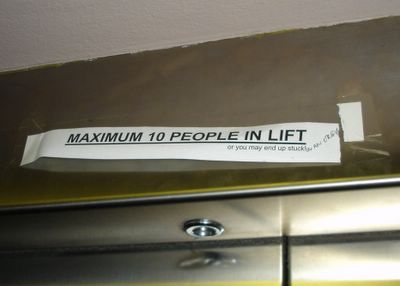 MAXIMUM 10 PEOPLE IN LIFT
or you may end up stuck!